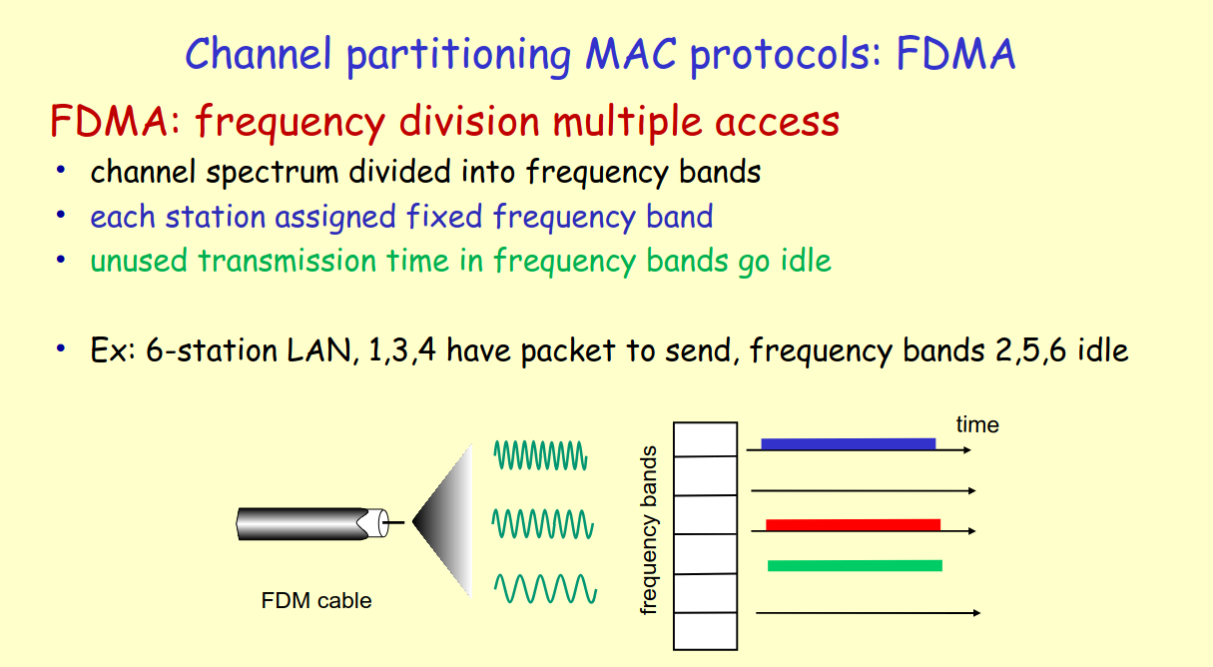 Channel partitioning MAC protocols: FDMA
FDMA: frequency division multiple access
• channel spectrum divided into frequency bands
• each station assigned fixed frequency band
• unused transmission time in frequency bands go idle
• Ex: 6-station LAN, 1,3,4 have packet to send, frequency bands 2,5,6 idle
time
frequency bands
FDM cable